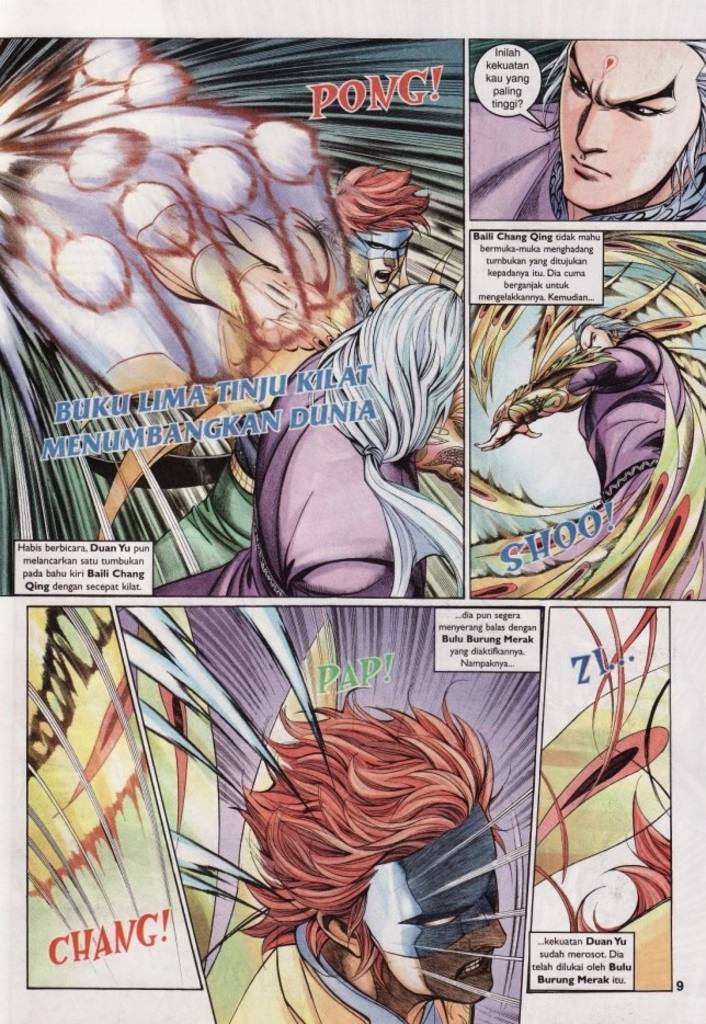 PONG!
BUKU LIMA TINJU KILAT
MENUMBANGKAN DUNIA
Habis berbicara, Duan Yu pun
melancarkan satu tumbukan
pada bahu kiri Baili Chang
Qing dengan secepat kilat.
Inilah
kekuatan
kau yang
paling
tinggi?
Baili Chang Qing tidak mahu
bermuka-muka menghadang
tumbukan yang ditujukan
kepadanya itu. Dia cuma
berganjak untuk
mengelakkannya. Kemudian...
SHOO!
CHANG!
...dia pun segera
menyerang balas dengan
Bulu Burung Merak
yang diaktifkannya.
Nampaknya...
PAP!
ZI...
...kekuatan Duan Yu
sudah merosot. Dia
telah dilukai oleh Bulu
Burung Merak itu.
9